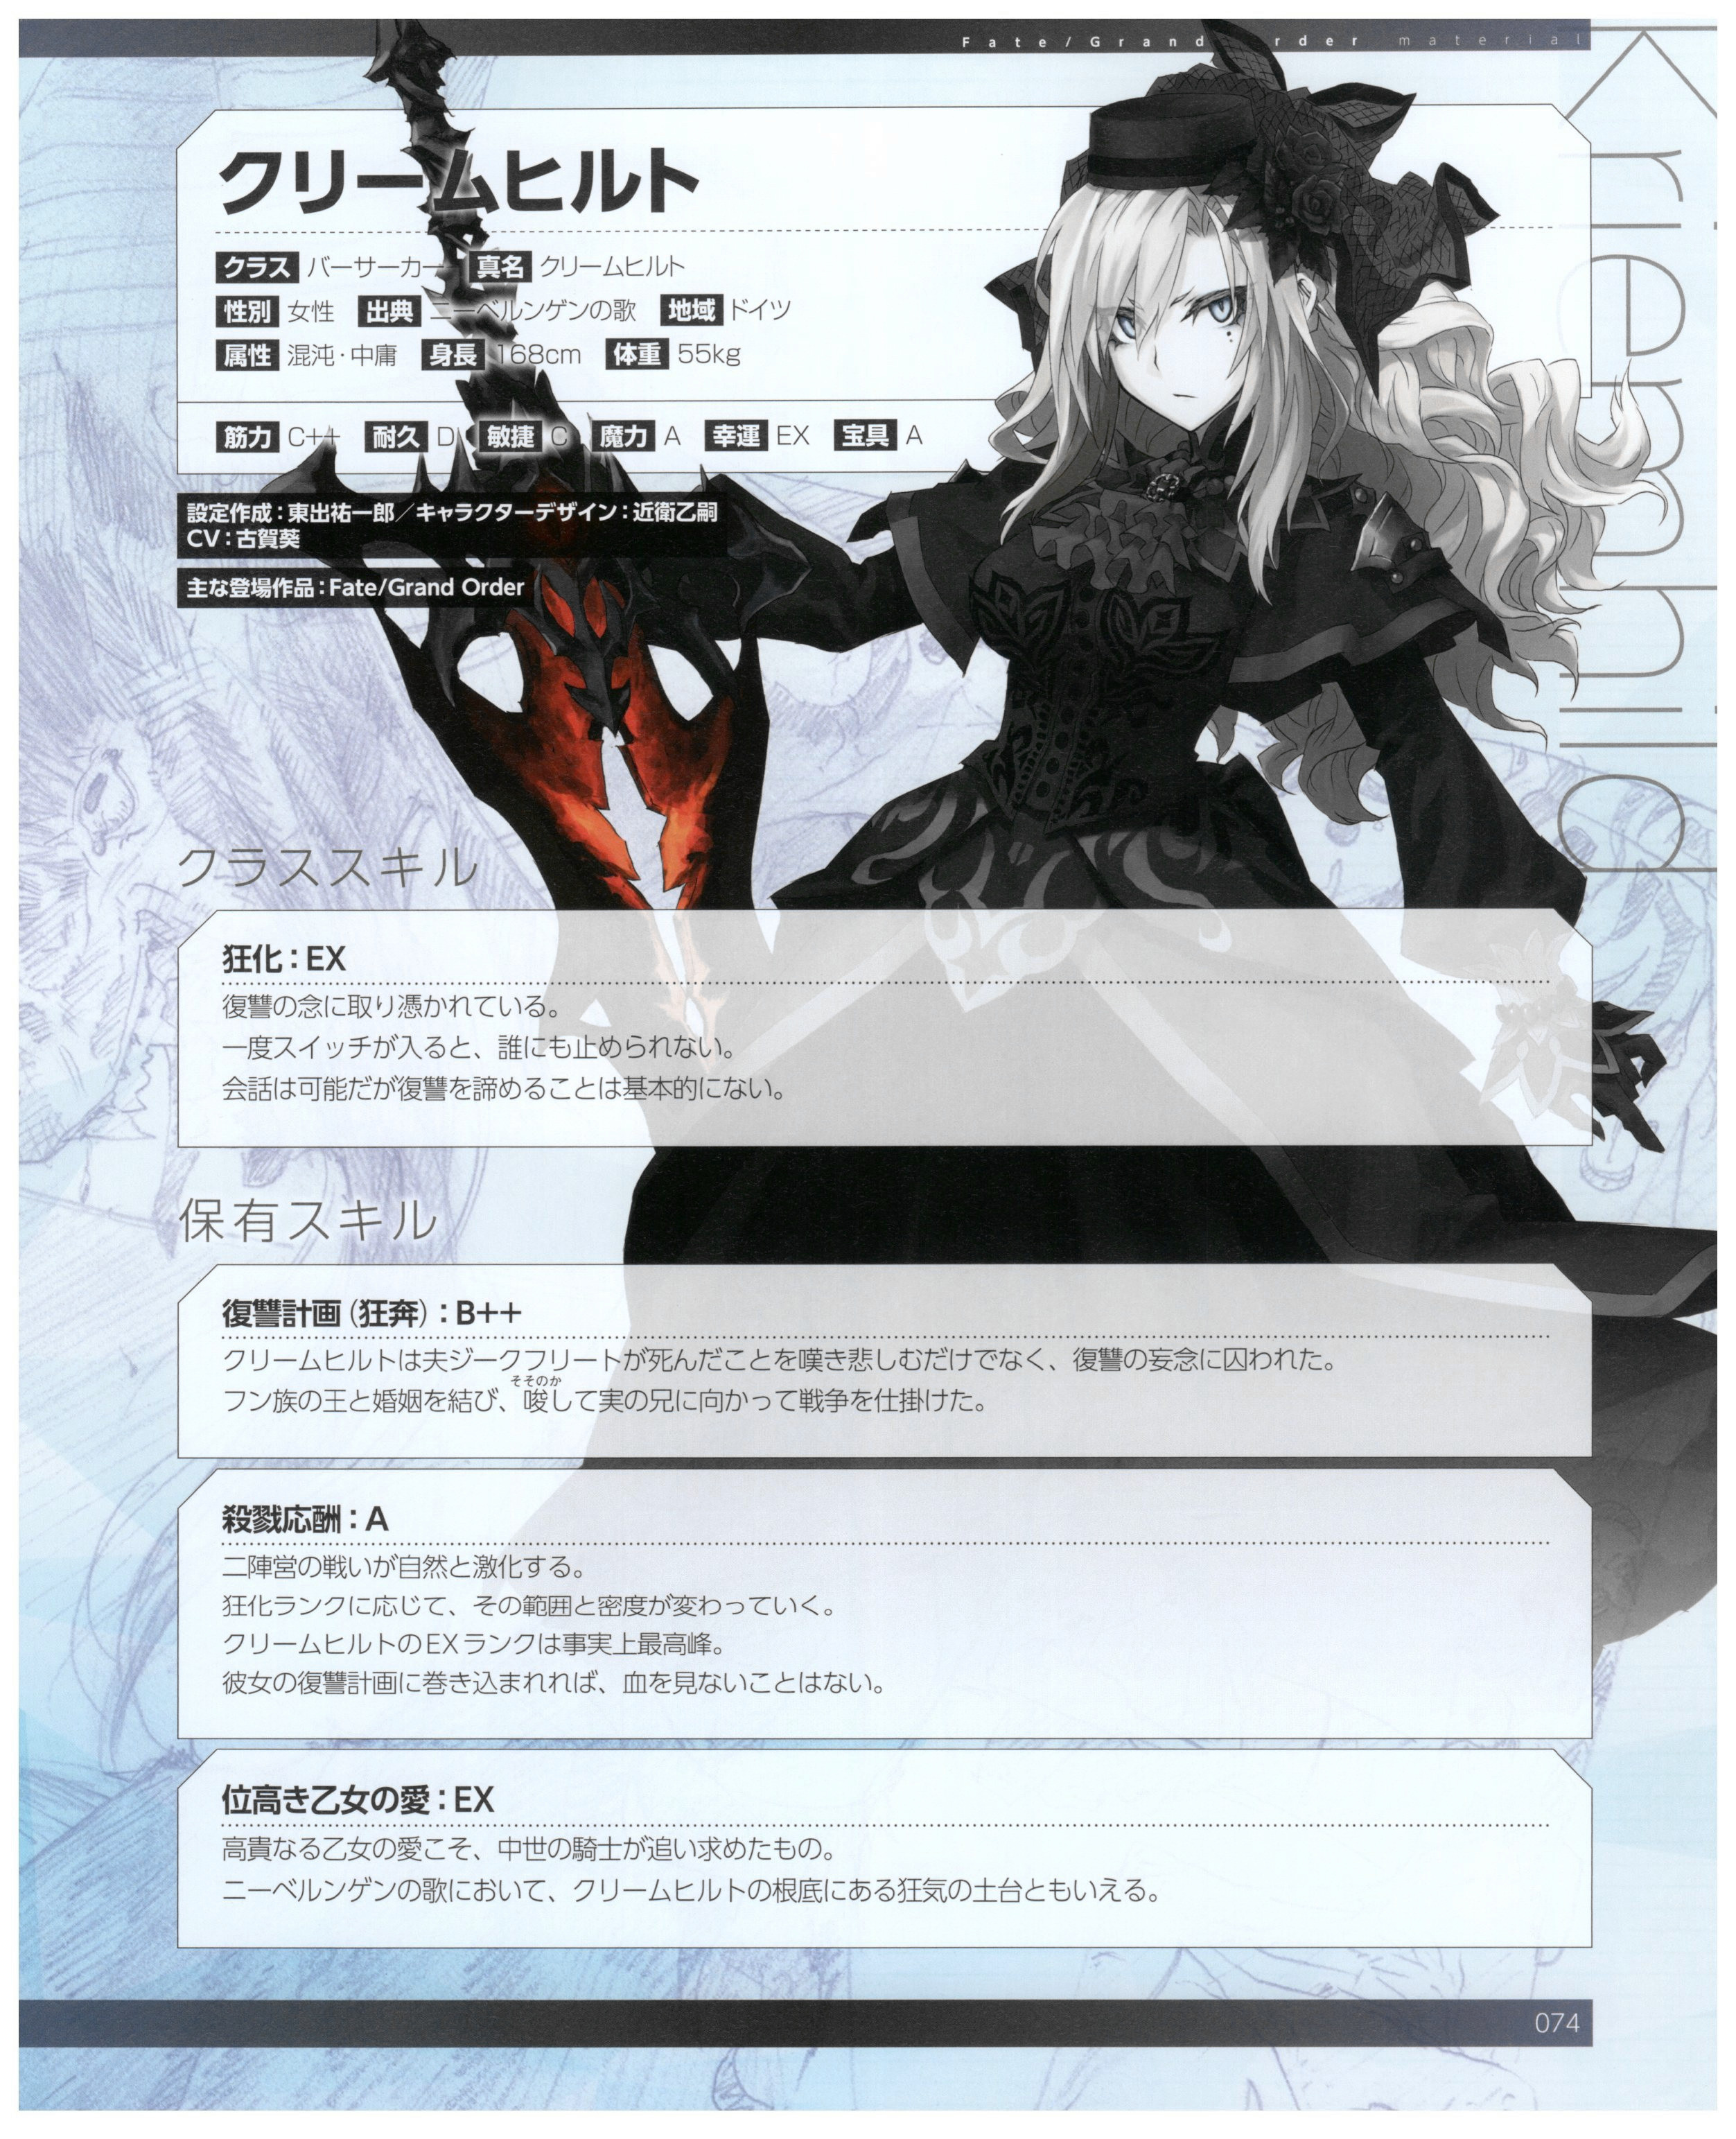 Fate/Grand Order material
Kriemhild
クリームヒルト
クラス バーサーカー 真名 クリームヒルト
性別 女性 出典 ニーベルンゲンの歌 地域 ドイツ
属性 混沌・中庸 身長 168cm 体重 55kg
筋力 C++ 耐久 D 敏捷 C 魔力 A 幸運 EX 宝具 A
設定作成：東出祐一郎／キャラクターデザイン：近衛乙嗣
CV：古賀葵
主な登場作品：Fate/Grand Order
クラススキル
狂化：EX
復讐の念に取り憑かれている。
一度スイッチが入ると、誰にも止められない。
会話は可能だが復讐を諦めることは基本的にない。
保有スキル
復讐計画（狂奔）：B++
クリームヒルトは夫ジークフリートが死んだことを嘆き悲しむだけでなく、復讐の妄念に囚われた。
そそのか
フン族の王と婚姻を結び、唆して実の兄に向かって戦争を仕掛けた。
殺戮応酬：A
二陣営の戦いが自然と激化する。
狂化ランクに応じて、その範囲と密度が変わっていく。
クリームヒルトのEXランクは事実上最高峰。
彼女の復讐計画に巻き込まれれば、血を見ないことはない。
位高き乙女の愛：EX
高貴なる乙女の愛こそ、中世の騎士が追い求めたもの。
ニーベルンゲンの歌において、クリームヒルトの根底にある狂気の土台ともいえる。
074